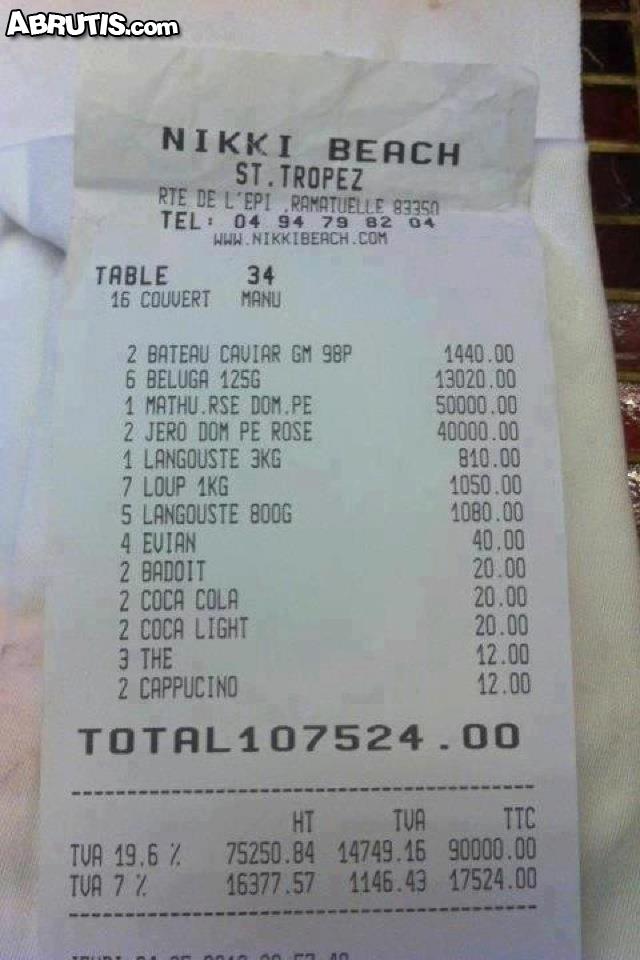 ABRUTIS.com
NIKKI BEACH
ST.TROPEZ
RTE DE L'EPI ,RAMATUELLE 83350
TEL: 04 94 79 82 04
WWW.NIKKIBEACH.COM
TABLE 34
16 COUVERT MANU
2 BATEAU CAVIAR GM 98P 1440.00
6 BELUGA 125G 13020.00
1 MATHU.RSE DOM.PE 50000.00
2 JERO DOM PE ROSE 40000.00
1 LANGOUSTE 3KG 810.00
7 LOUP 1KG 1050.00
5 LANGOUSTE 800G 1080.00
4 EVIAN 40.00
2 BADOIT 20.00
2 COCA COLA 20.00
2 COCA LIGHT 20.00
3 THE 12.00
2 CAPPUCINO 12.00
TOTAL107524.00
HT TVA TTC
TVA 19.6 % 75250.84 14749.16 90000.00
TVA 7 % 16377.57 1146.43 17524.00